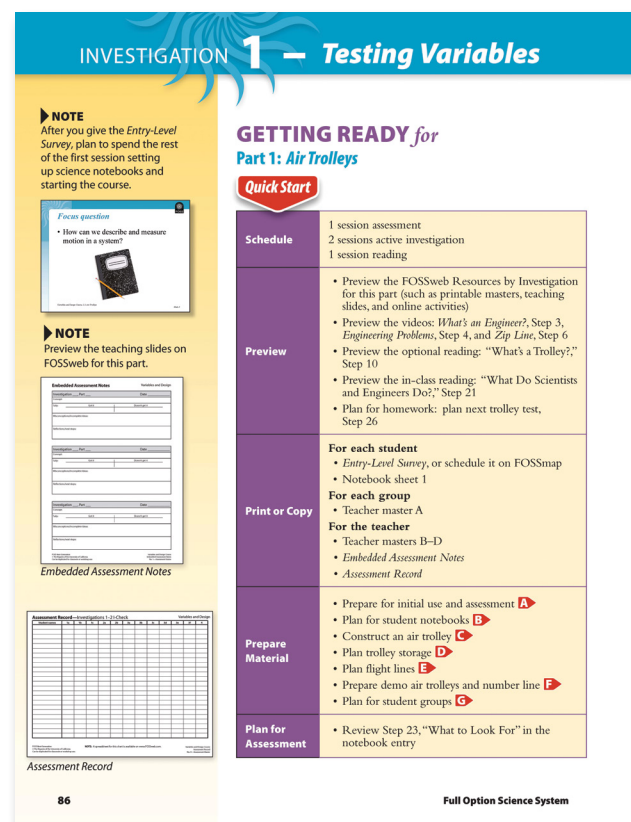 INVESTIGATION 1 – Testing Variables
NOTE
After you give the Entry-Level
Survey, plan to spend the rest
of the first session setting
up science notebooks and
starting the course.
Focus question
• How can we describe and measure
motion in a system?
NOTE
Preview the teaching slides on
FOSSweb for this part.
Embedded Assessment Notes
Variables and Design
Embedded Assessment Notes
Assessment Record—Investigations 1–2 I-Check
Variables and Design
Assessment Record
GETTING READY for
Part 1: Air Trolleys
Quick Start
Schedule
1 session assessment
2 sessions active investigation
1 session reading
Preview
• Preview the FOSSweb Resources by Investigation
for this part (such as printable masters, teaching
slides, and online activities)
• Preview the videos: What's an Engineer?, Step 3,
Engineering Problems, Step 4, and Zip Line, Step 6
• Preview the optional reading: "What's a Trolley?,"
Step 10
• Preview the in-class reading: "What Do Scientists
and Engineers Do?," Step 21
• Plan for homework: plan next trolley test,
Step 26
Print or Copy
For each student
• Entry-Level Survey, or schedule it on FOSSmap
• Notebook sheet 1
For each group
• Teacher master A
For the teacher
• Teacher masters B–D
• Embedded Assessment Notes
• Assessment Record
Prepare
Material
• Prepare for initial use and assessment A
• Plan for student notebooks B
• Construct an air trolley C
• Plan trolley storage D
• Plan flight lines E
• Prepare demo air trolleys and number line F
• Plan for student groups G
Plan for
Assessment
• Review Step 23, "What to Look For" in the
notebook entry
86
Full Option Science System